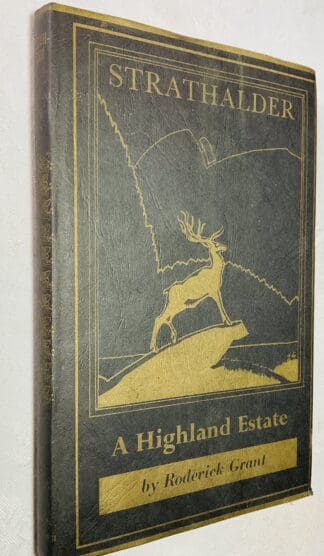 STRATHALDER
A Highland Estate
by Roderick Grant